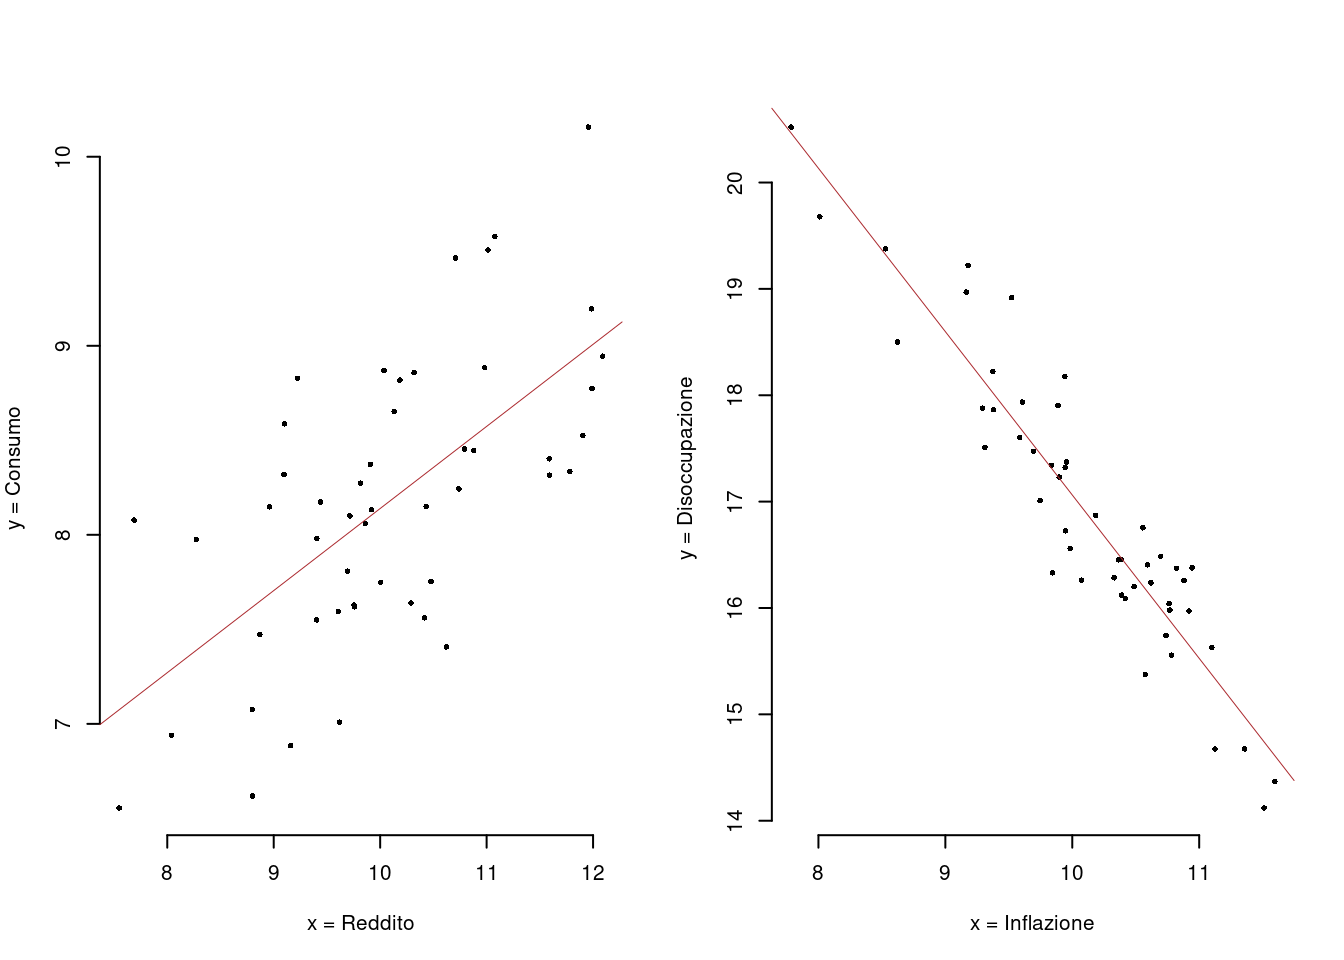 10
9
8
7
y = Consumo
8 9 10 11 12
x = Reddito
20
19
18
17
16
15
14
y = Disoccupazione
8 9 10 11
x = Inflazione